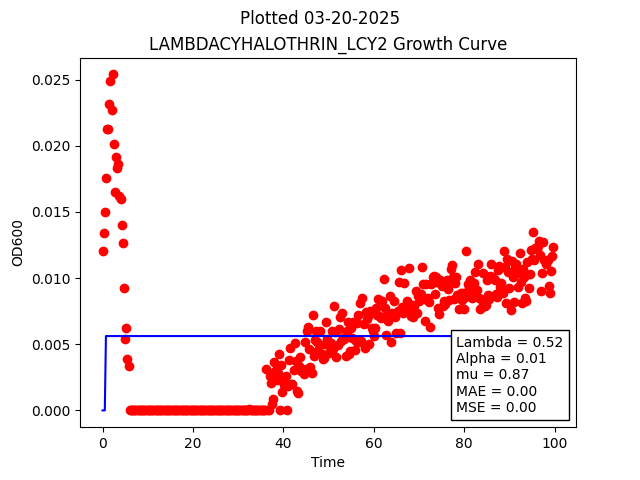 Plotted 03-20-2025
LAMBDACYHALOTHRIN_LCY2 Growth Curve
0.025
0.020
0.015
0.010
0.005
0.000
OD600
Lambda = 0.52
Alpha = 0.01
mu = 0.87
MAE = 0.00
MSE = 0.00
0 20 40 60 80 100
Time